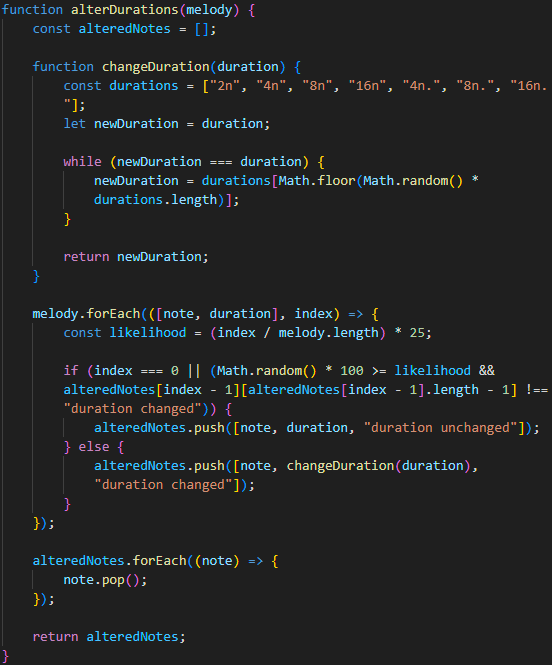 function alterDurations(melody) {
    const alteredNotes = [];

    function changeDuration(duration) {
        const durations = ["2n", "4n", "8n", "16n", "4n.", "8n.", "16n.
        "];
        let newDuration = duration;

        while (newDuration === duration) {
            newDuration = durations[Math.floor(Math.random() *
            durations.length)];
        }

        return newDuration;
    }

    melody.forEach(([note, duration], index) => {
        const likelihood = (index / melody.length) * 25;

        if (index === 0 || (Math.random() * 100 >= likelihood &&
        alteredNotes[index - 1][alteredNotes[index - 1].length - 1] !==
        "duration changed")) {
            alteredNotes.push([note, duration, "duration unchanged"]);
        } else {
            alteredNotes.push([note, changeDuration(duration),
            "duration changed"]);
        }
    });

    alteredNotes.forEach((note) => {
        note.pop();
    });

    return alteredNotes;
}